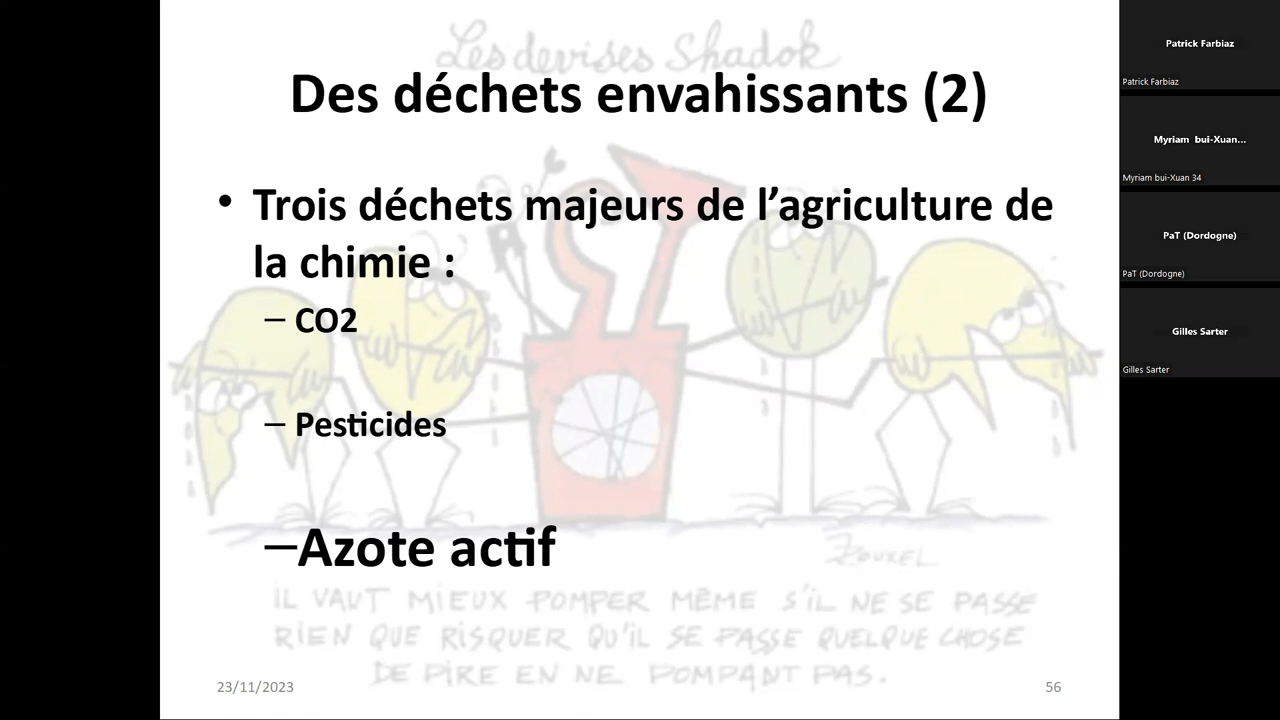 Les devises Shadok
Des déchets envahissants (2)
• Trois déchets majeurs de l’agriculture de
la chimie :
– CO2
– Pesticides
–Azote actif
ROUXEL
IL VAUT MIEUX POMPER MÊME S'IL NE SE PASSE
RIEN QUE RISQUER QU'IL SE PASSE QUELQUE CHOSE
DE PIRE EN NE POMPANT PAS.
23/11/2023
56
Patrick Farbiaz
Patrick Farbiaz
Myriam bui-Xuan...
Myriam bui-Xuan 34
PaT (Dordogne)
PaT (Dordogne)
Gilles Sarter
Gilles Sarter